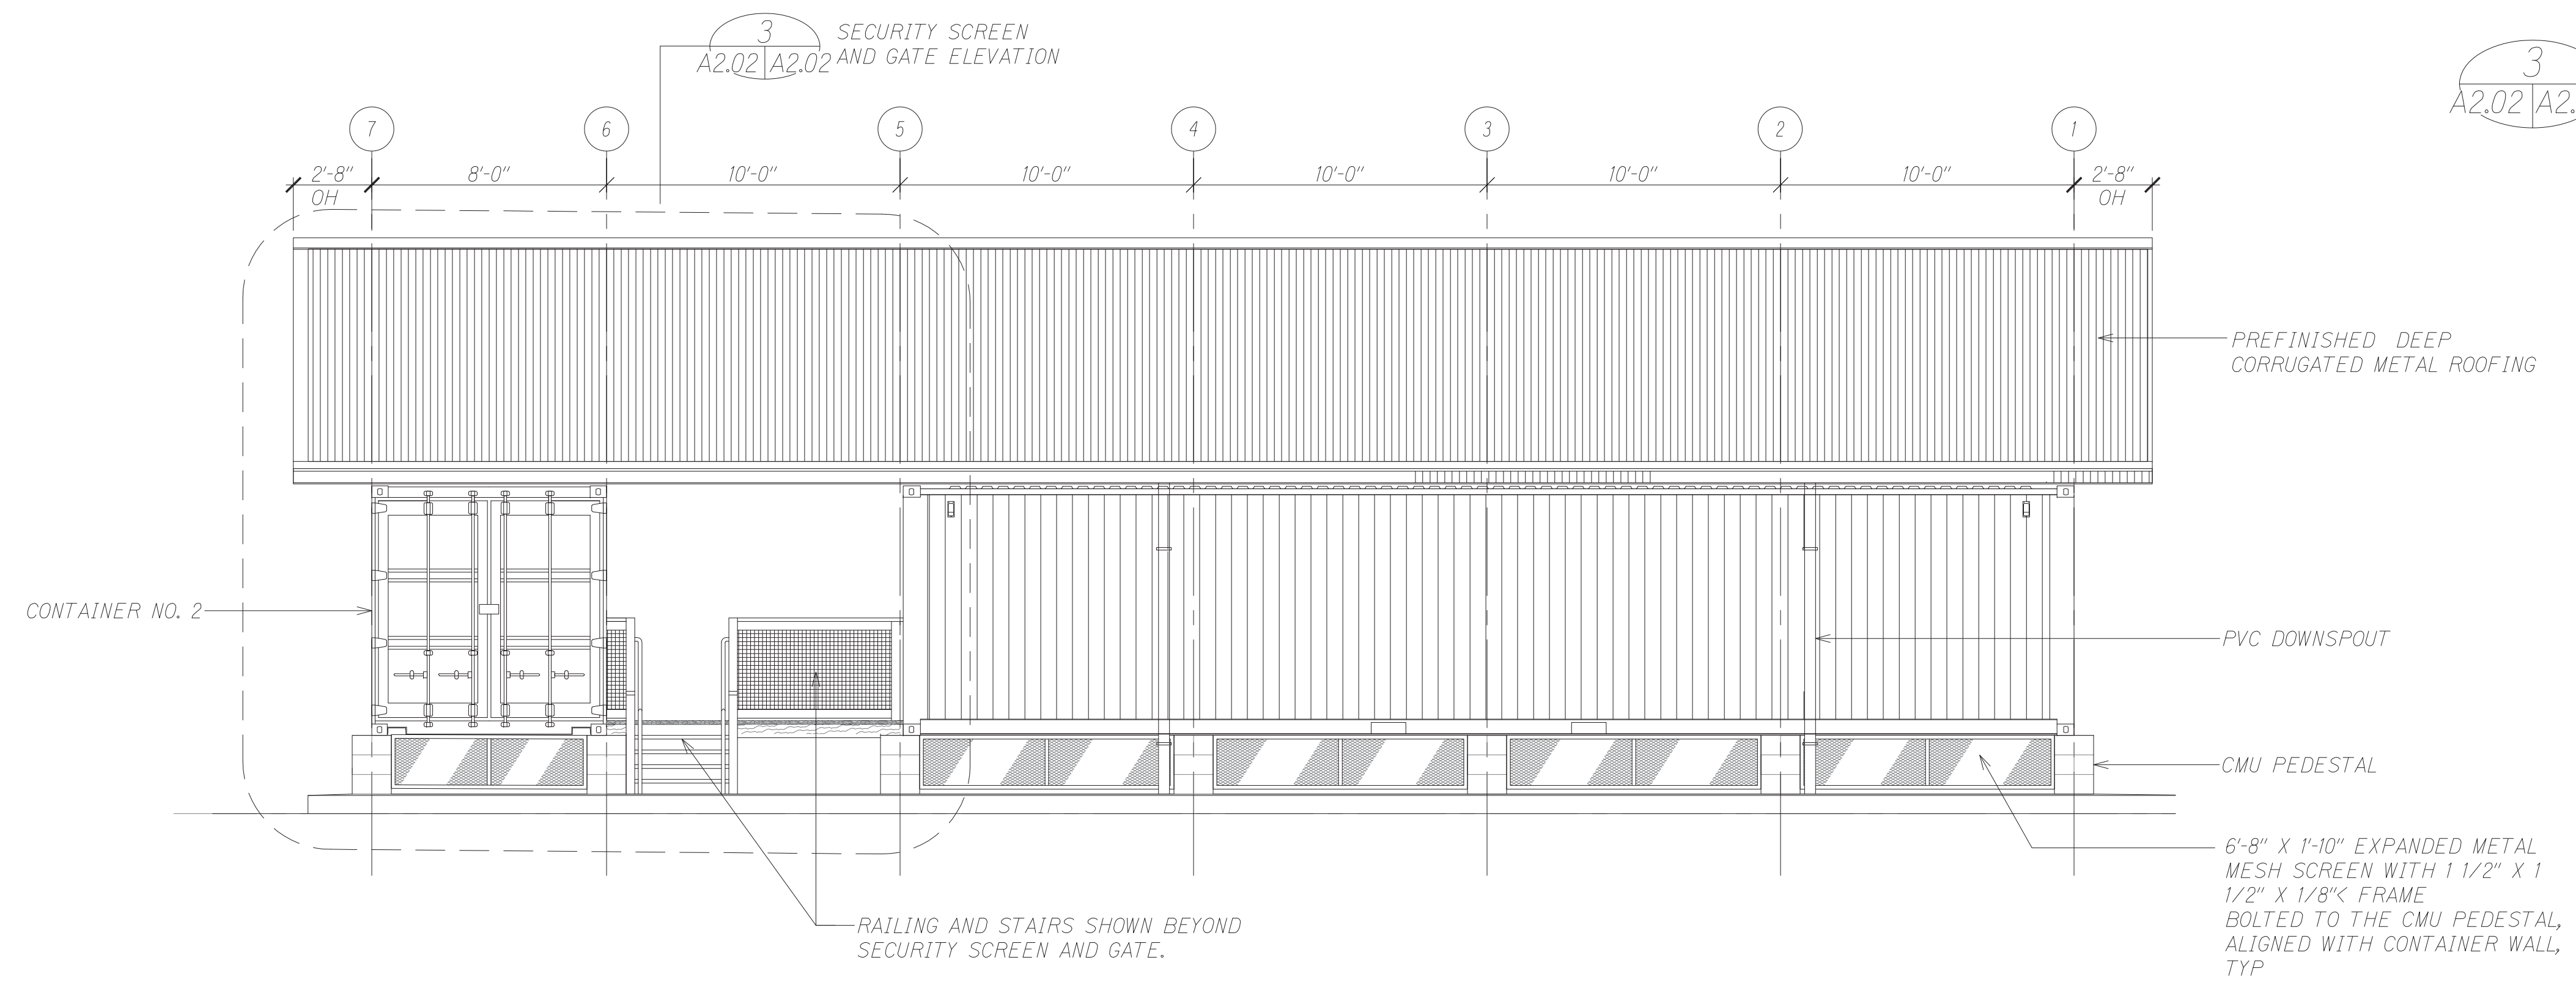 3
A2.02 A2.02
SECURITY SCREEN
AND GATE ELEVATION
3
A2.02 A2.
7 6 5 4 3 2 1
2'-8" 8'-0" 10'-0" 10'-0" 10'-0" 10'-0" 10'-0" 2'-8"
OH OH
PREFINISHED DEEP
CORRUGATED METAL ROOFING
CONTAINER NO. 2
PVC DOWNSPOUT
CMU PEDESTAL
6'-8" X 1'-10" EXPANDED METAL
MESH SCREEN WITH 1 1/2" X 1
1/2" X 1/8"< FRAME
BOLTED TO THE CMU PEDESTAL,
ALIGNED WITH CONTAINER WALL,
TYP
RAILING AND STAIRS SHOWN BEYOND
SECURITY SCREEN AND GATE.